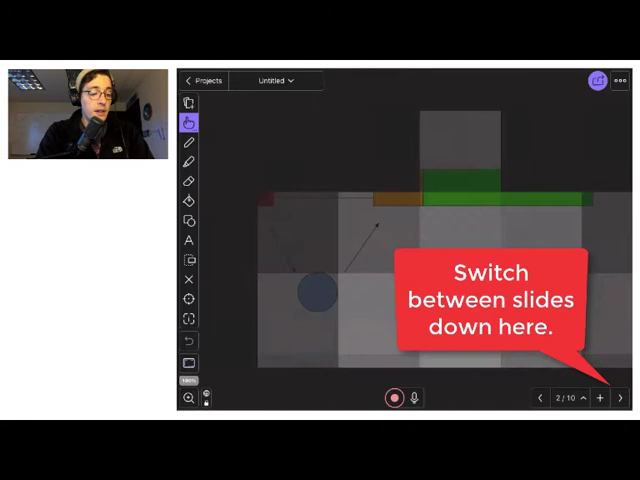 Projects
Untitled
A
Switch
between slides
down here.
100%
2 / 10